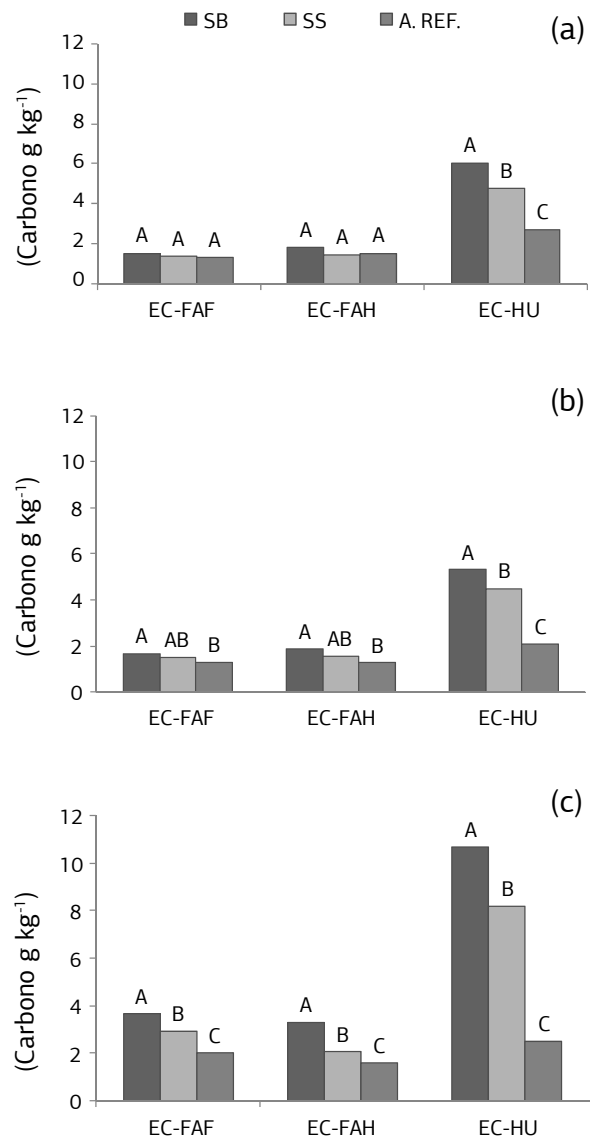 SB SS A. REF.
(a)
(Carbono g kg⁻¹)
12
10
8
6
4
2
0
A A A
A A A
A B C
EC-FAF EC-FAH EC-HU
(b)
(Carbono g kg⁻¹)
12
10
8
6
4
2
0
A AB B
A AB B
A B C
EC-FAF EC-FAH EC-HU
(c)
(Carbono g kg⁻¹)
12
10
8
6
4
2
0
A B C
A B C
A B C
EC-FAF EC-FAH EC-HU